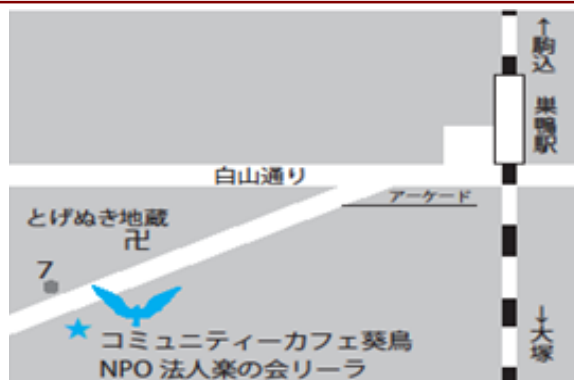 ↑駒込
巣鴨駅
白山通り
アーケード
とげぬき地蔵
卍
7
↓大塚
コミュニティーカフェ葵鳥
NPO 法人楽の会リーラ